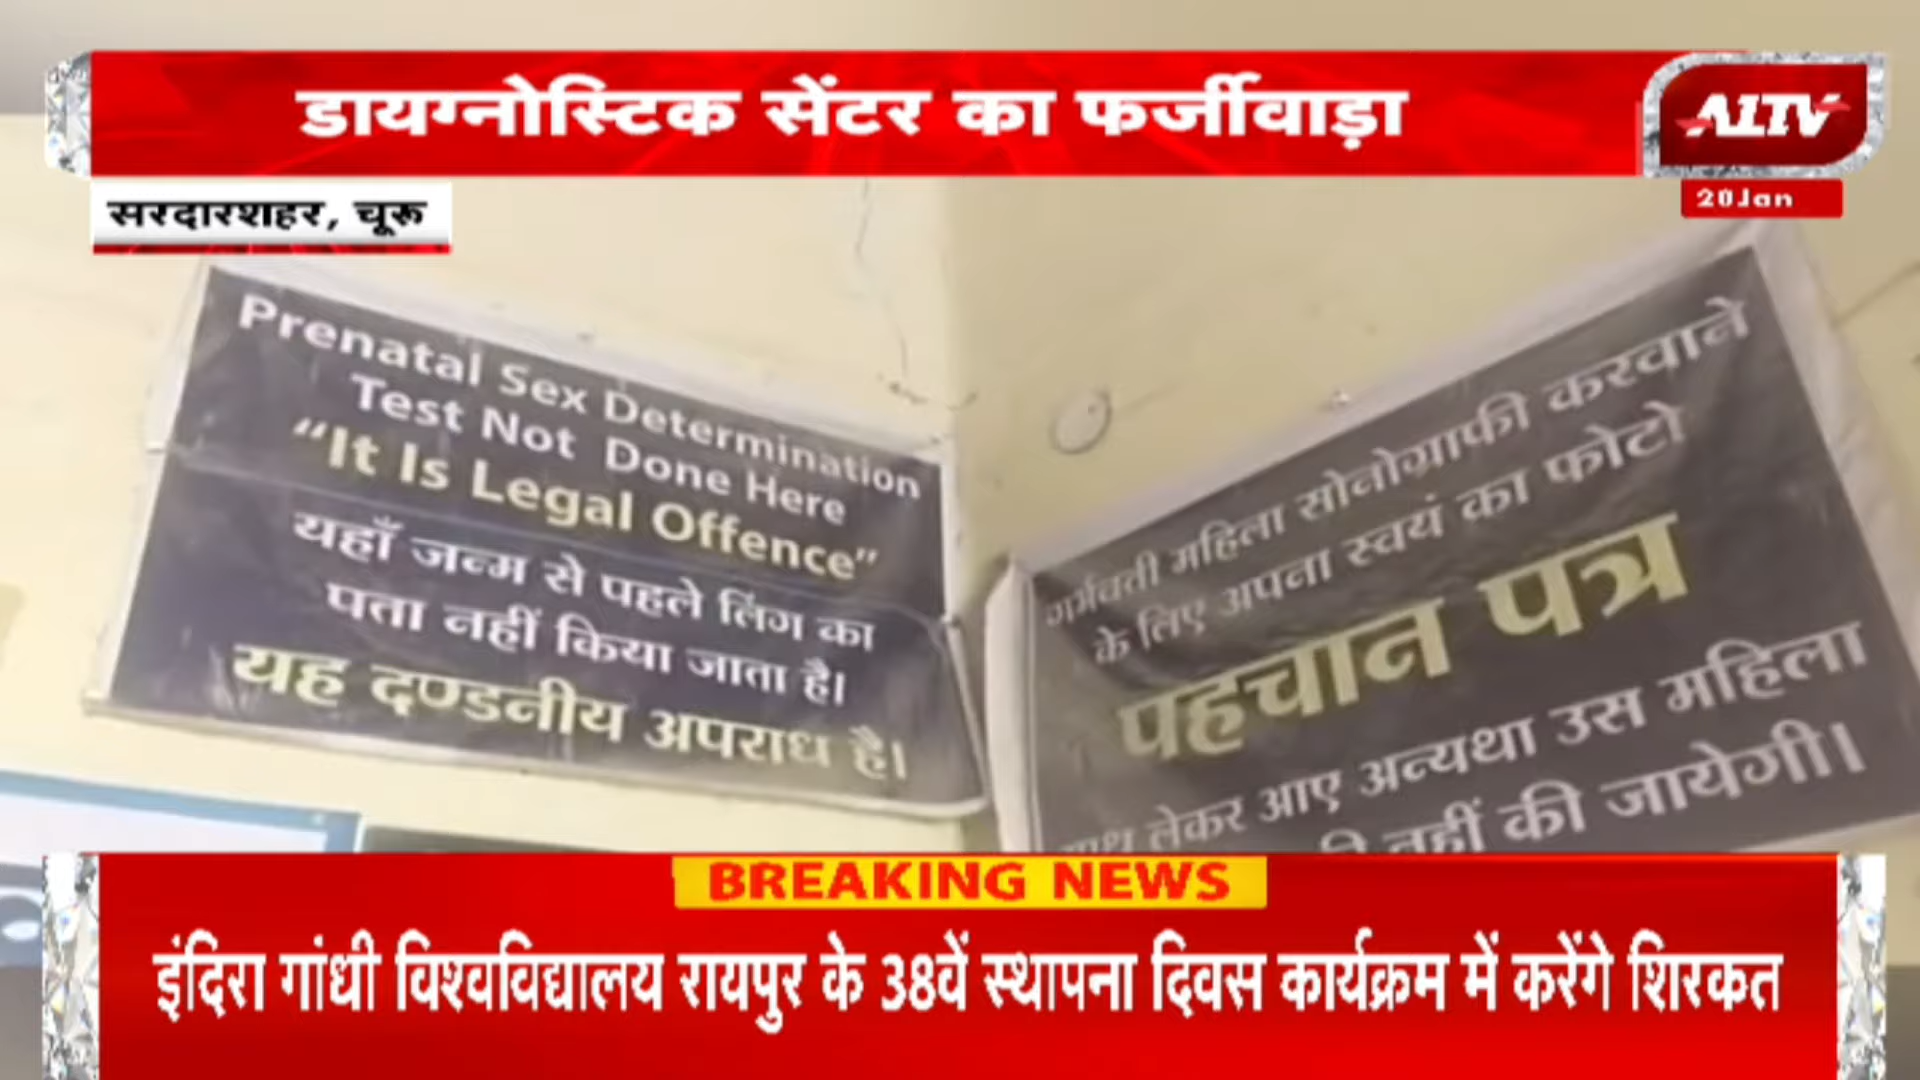 डायग्नोस्टिक सेंटर का फर्जीवाड़ा
A1TV
20Jan
सरदारशहर, चूरू
Prenatal Sex Determination
Test Not Done Here
“It Is Legal Offence”
यहाँ जन्म से पहले लिंग का
पता नहीं किया जाता है।
यह दण्डनीय अपराध है।
गर्भवती महिला सोनोग्राफी करवाने
के लिए अपना स्वयं का फोटो
पहचान पत्र
साथ लेकर आए अन्यथा उस महिला
नहीं की जायेगी।
BREAKING NEWS
इंदिरा गांधी विश्वविद्यालय रायपुर के 38वें स्थापना दिवस कार्यक्रम में करेंगे शिरकत